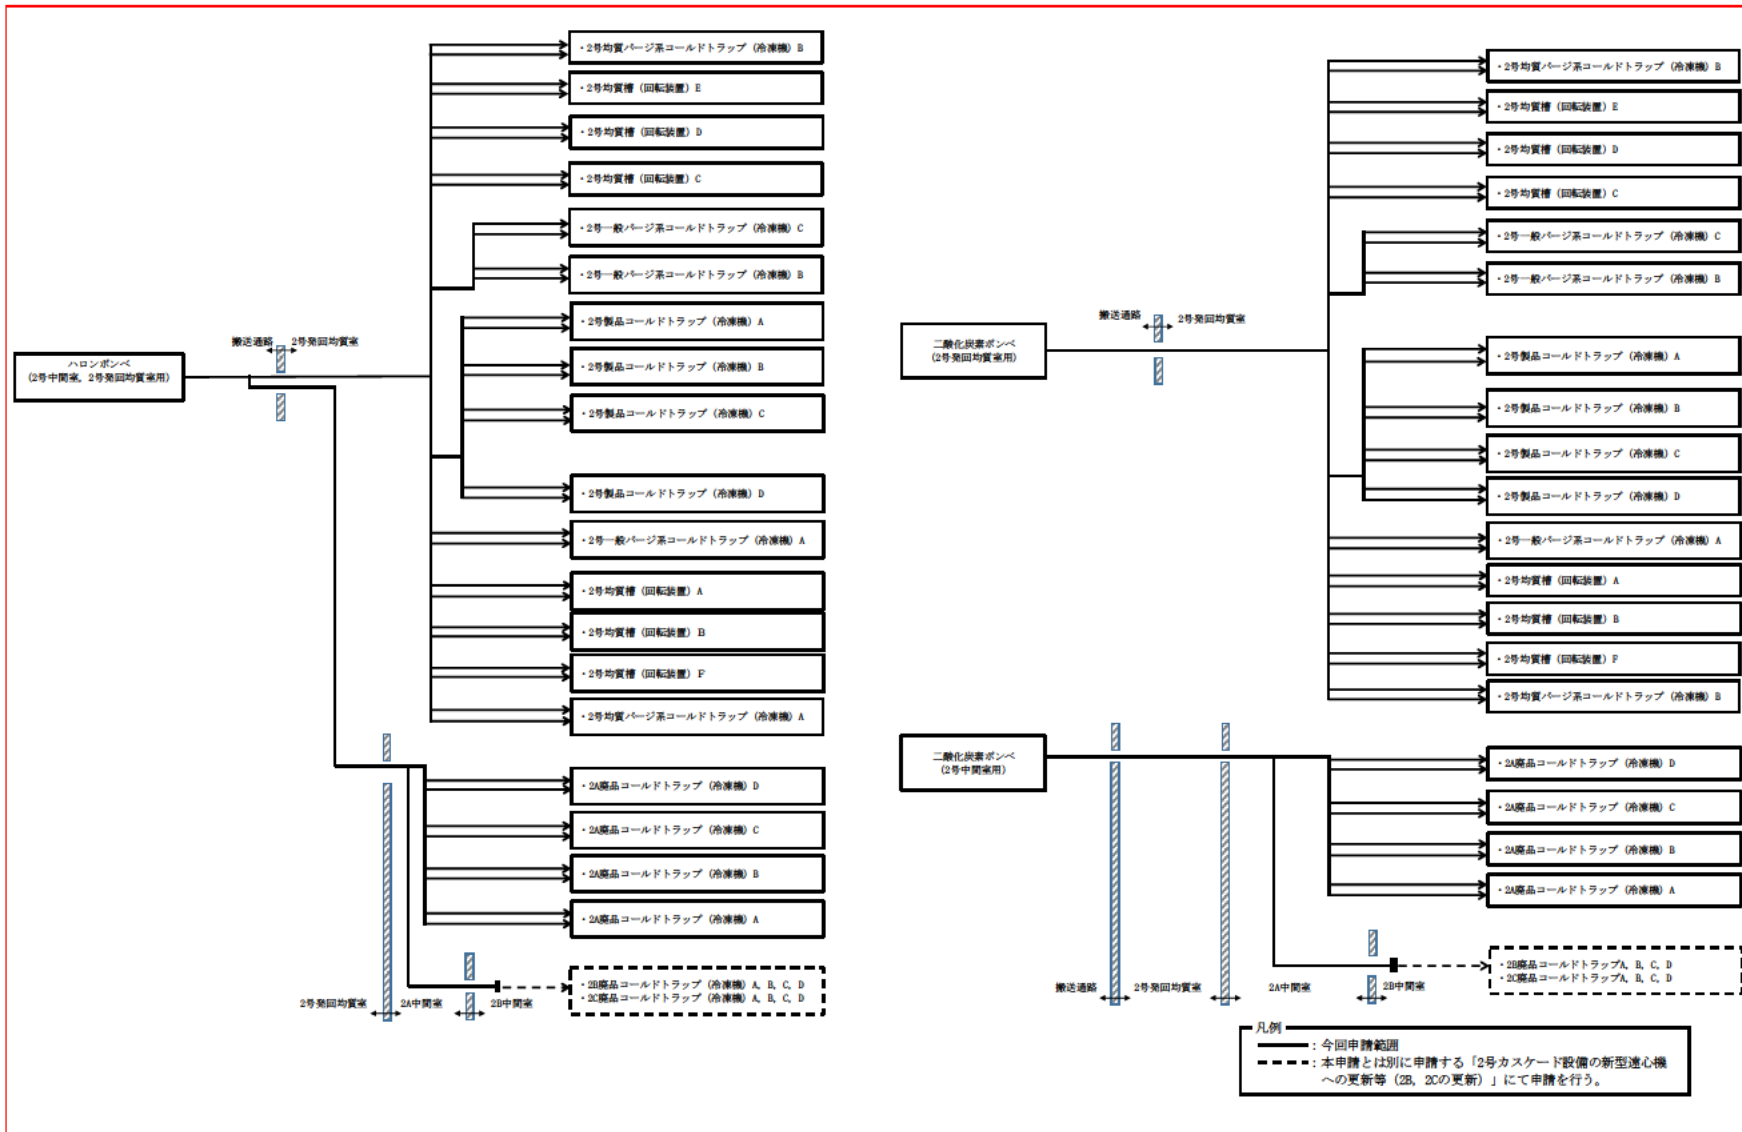 ・2号均質パージ系コールドトラップ（冷凍機）B
・2号均質槽（回転装置）E
・2号均質槽（回転装置）D
・2号均質槽（回転装置）C
・2号一般パージ系コールドトラップ（冷凍機）C
・2号一般パージ系コールドトラップ（冷凍機）B
・2号製品コールドトラップ（冷凍機）A
搬送通路 2号発回均質室
ハロンボンベ
(2号中間室，2号発回均質室用)
・2号製品コールドトラップ（冷凍機）B
・2号製品コールドトラップ（冷凍機）C
・2号製品コールドトラップ（冷凍機）D
・2号一般パージ系コールドトラップ（冷凍機）A
・2号均質槽（回転装置）A
・2号均質槽（回転装置）B
・2号均質槽（回転装置）F
・2号均質パージ系コールドトラップ（冷凍機）A
・2A廃品コールドトラップ（冷凍機）D
・2A廃品コールドトラップ（冷凍機）C
・2A廃品コールドトラップ（冷凍機）B
・2A廃品コールドトラップ（冷凍機）A
・2B廃品コールドトラップ（冷凍機）A, B, C, D
・2C廃品コールドトラップ（冷凍機）A, B, C, D
2号発回均質室 2A中間室 2B中間室
・2号均質パージ系コールドトラップ（冷凍機）B
・2号均質槽（回転装置）E
・2号均質槽（回転装置）D
・2号均質槽（回転装置）C
・2号一般パージ系コールドトラップ（冷凍機）C
・2号一般パージ系コールドトラップ（冷凍機）B
搬送通路 2号発回均質室
二酸化炭素ボンベ
(2号発回均質室用)
・2号製品コールドトラップ（冷凍機）A
・2号製品コールドトラップ（冷凍機）B
・2号製品コールドトラップ（冷凍機）C
・2号製品コールドトラップ（冷凍機）D
・2号一般パージ系コールドトラップ（冷凍機）A
・2号均質槽（回転装置）A
・2号均質槽（回転装置）B
・2号均質槽（回転装置）F
・2号均質パージ系コールドトラップ（冷凍機）B
二酸化炭素ボンベ
(2号中間室用)
・2A廃品コールドトラップ（冷凍機）D
・2A廃品コールドトラップ（冷凍機）C
・2A廃品コールドトラップ（冷凍機）B
・2A廃品コールドトラップ（冷凍機）A
・2B廃品コールドトラップA, B, C, D
・2C廃品コールドトラップA, B, C, D
搬送通路 2号発回均質室 2A中間室 2B中間室
凡例
：今回申請範囲
：本申請とは別に申請する「2号カスケード設備の新型遠心機
への更新等（2B, 2Cの更新）」にて申請を行う。